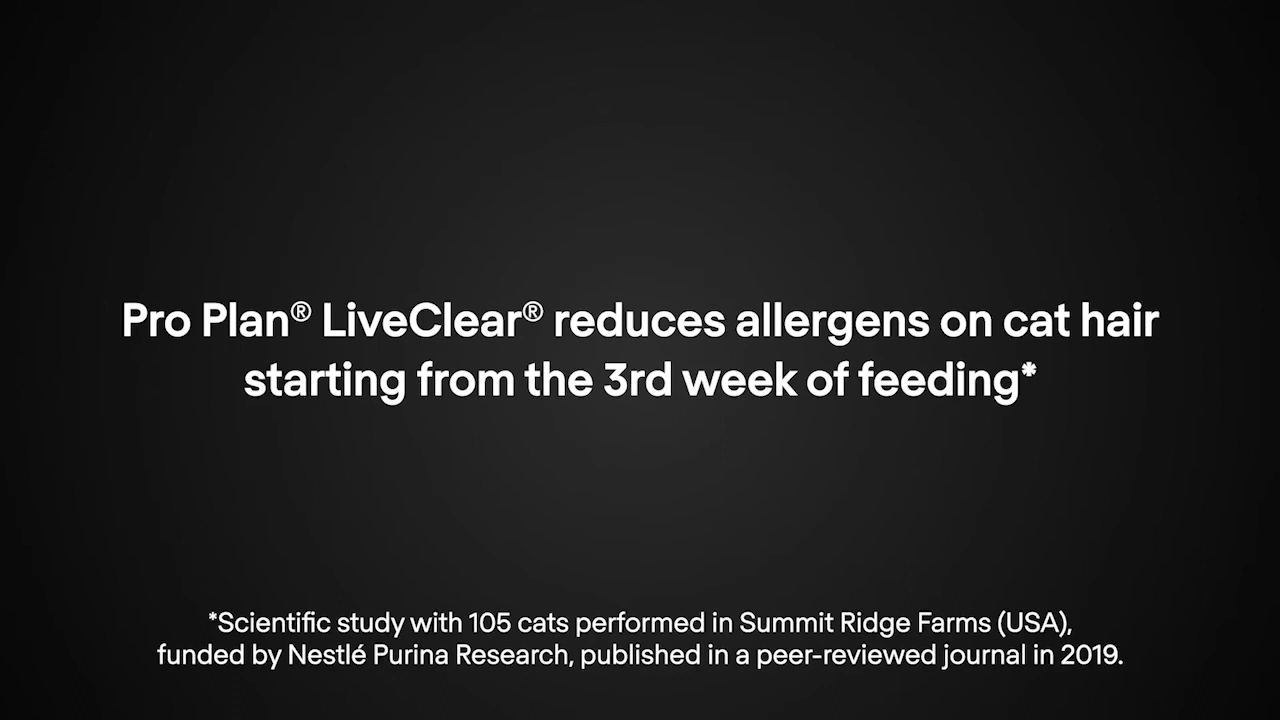 Pro Plan® LiveClear® reduces allergens on cat hair
starting from the 3rd week of feeding*
*Scientific study with 105 cats performed in Summit Ridge Farms (USA),
funded by Nestlé Purina Research, published in a peer-reviewed journal in 2019.